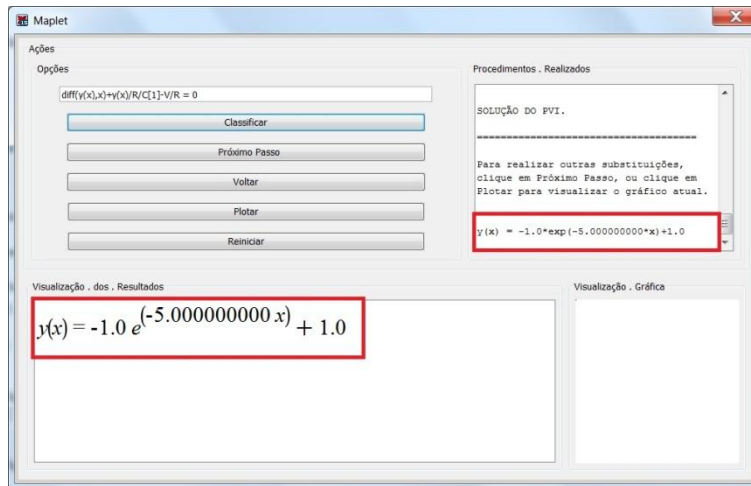 Maplet
Ações
Opções
diff(y(x),x)+y(x)/R/C[1]-V/R = 0
Classificar
Próximo Passo
Voltar
Plotar
Reiniciar
Procedimentos . Realizados
SOLUÇÃO DO PVI.
=====================================
Para realizar outras substituições,
clique em Próximo Passo, ou clique em
Plotar para visualizar o gráfico atual.
y(x) = -1.0*exp(-5.000000000*x)+1.0
Visualização . dos . Resultados
y(x) = -1.0 e^(-5.000000000 x) + 1.0
Visualização . Gráfica